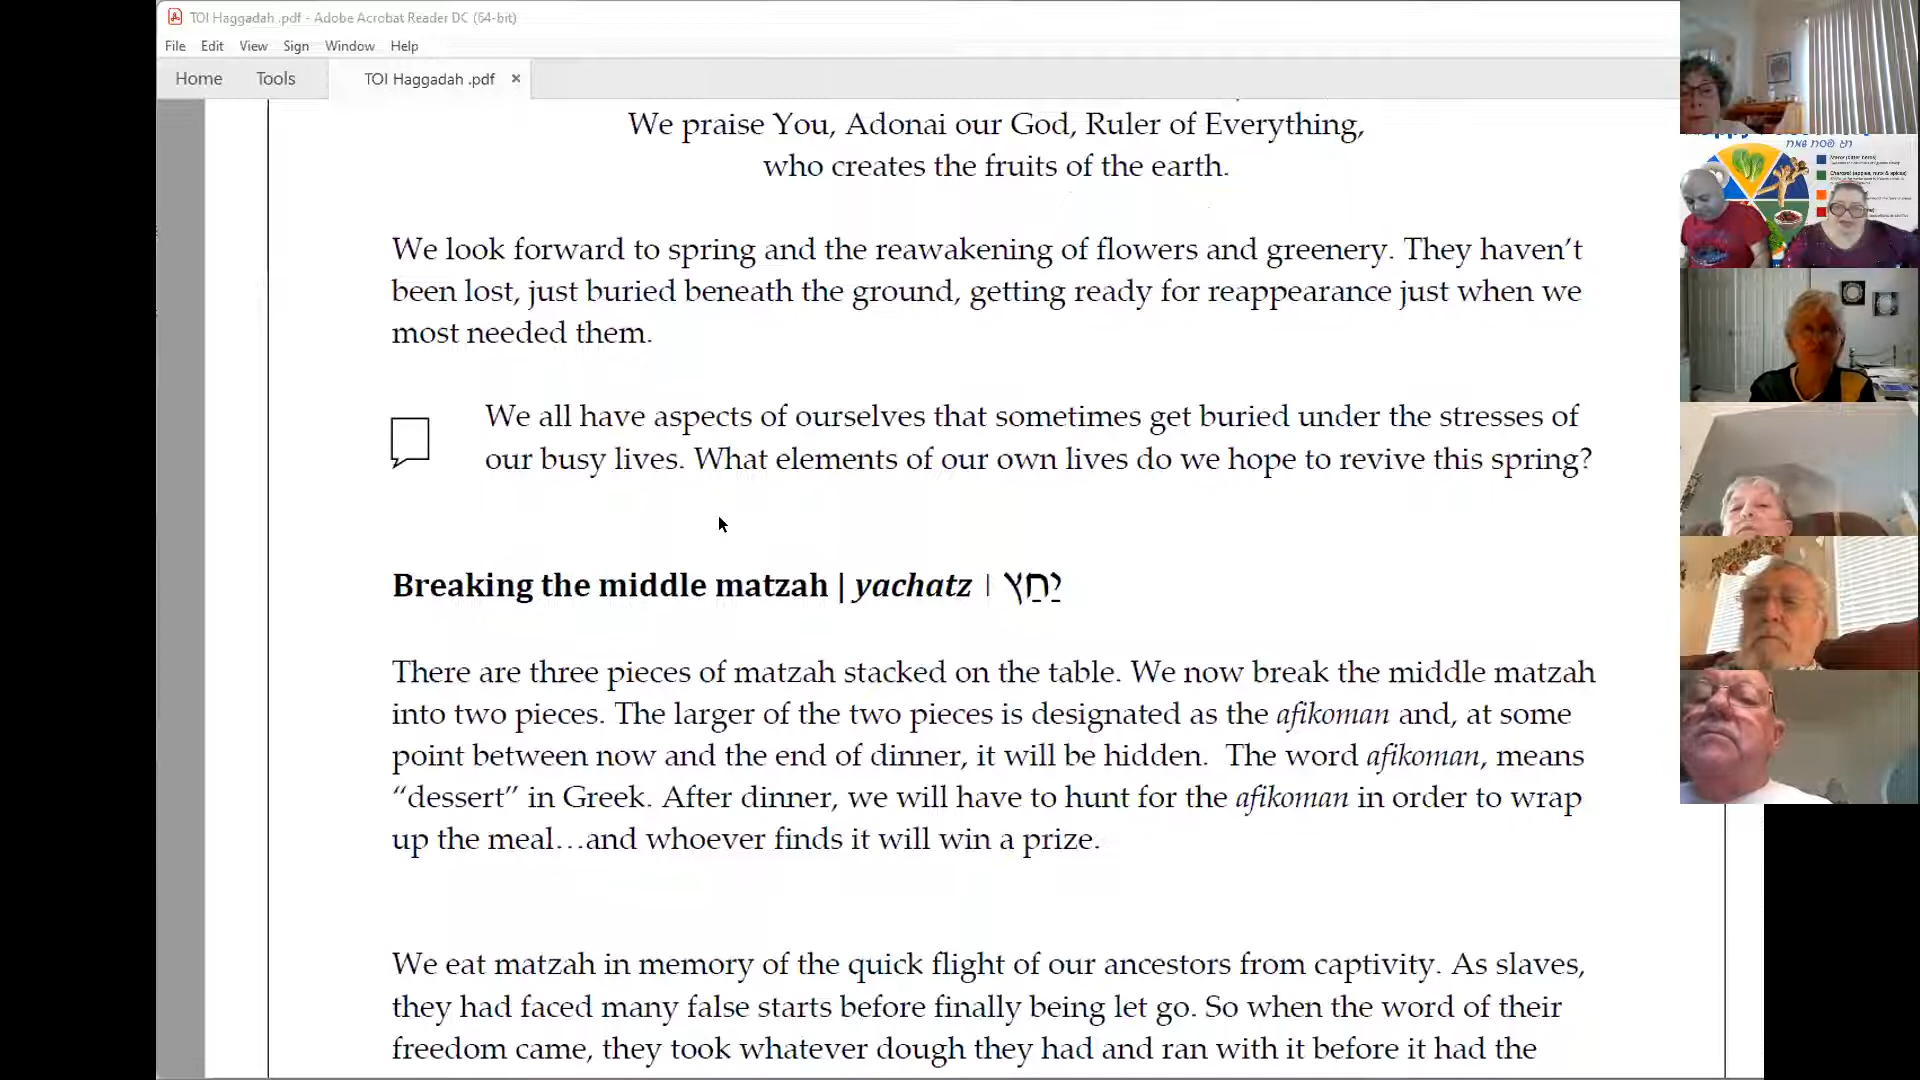 TOI Haggadah .pdf - Adobe Acrobat Reader DC (64-bit)
File Edit View Sign Window Help
Home Tools TOI Haggadah .pdf ×
We praise You, Adonai our God, Ruler of Everything,
who creates the fruits of the earth.
We look forward to spring and the reawakening of flowers and greenery. They haven’t
been lost, just buried beneath the ground, getting ready for reappearance just when we
most needed them.
We all have aspects of ourselves that sometimes get buried under the stresses of
our busy lives. What elements of our own lives do we hope to revive this spring?
Breaking the middle matzah | yachatz | יַחַץ
There are three pieces of matzah stacked on the table. We now break the middle matzah
into two pieces. The larger of the two pieces is designated as the afikoman and, at some
point between now and the end of dinner, it will be hidden.  The word afikoman, means
“dessert” in Greek. After dinner, we will have to hunt for the afikoman in order to wrap
up the meal…and whoever finds it will win a prize.
We eat matzah in memory of the quick flight of our ancestors from captivity. As slaves,
they had faced many false starts before finally being let go. So when the word of their
freedom came, they took whatever dough they had and ran with it before it had the